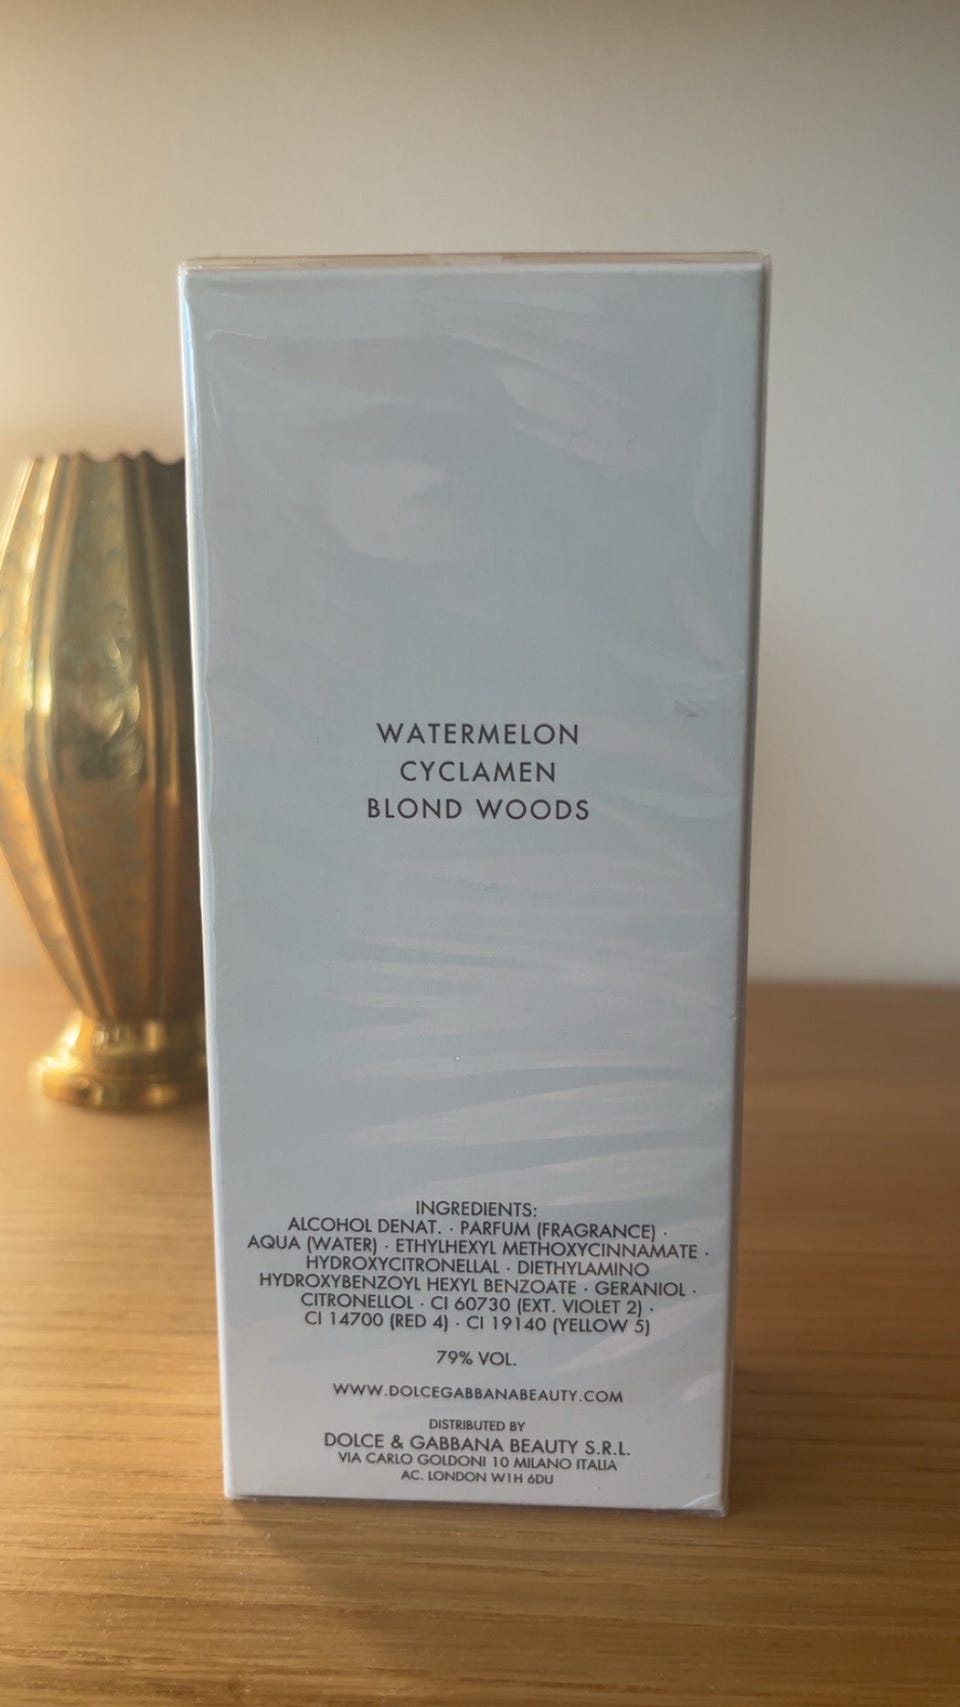 WATERMELON
CYCLAMEN
BLOND WOODS
INGREDIENTS:
ALCOHOL DENAT. · PARFUM (FRAGRANCE) ·
AQUA (WATER) · ETHYLHEXYL METHOXYCINNAMATE ·
HYDROXYCITRONELLAL · DIETHYLAMINO
HYDROXYBENZOYL HEXYL BENZOATE · GERANIOL ·
CITRONELLOL · CI 60730 (EXT. VIOLET 2) ·
CI 14700 (RED 4) · CI 19140 (YELLOW 5)
79% VOL.
WWW.DOLCEGABBANABEAUTY.COM
DISTRIBUTED BY
DOLCE & GABBANA BEAUTY S.R.L.
VIA CARLO GOLDONI 10 MILANO ITALIA
AC. LONDON W1H 6DU